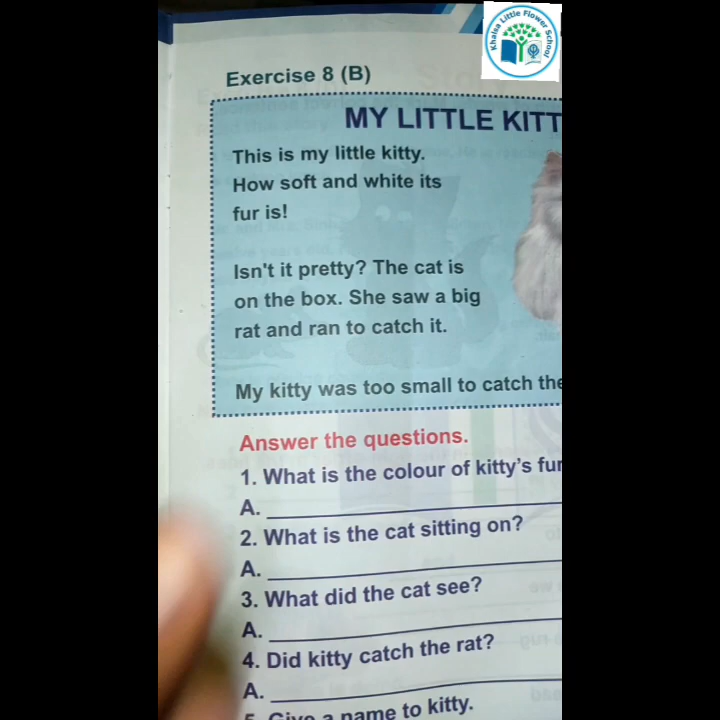 Khalsa Little Flower School
Exercise 8 (B)
MY LITTLE KITT
This is my little kitty.
How soft and white its
fur is!
Isn't it pretty? The cat is
on the box. She saw a big
rat and ran to catch it.
My kitty was too small to catch the
Answer the questions.
1. What is the colour of kitty's fur
A.
2. What is the cat sitting on?
A.
3. What did the cat see?
A.
4. Did kitty catch the rat?
A.
5. Give a name to kitty.